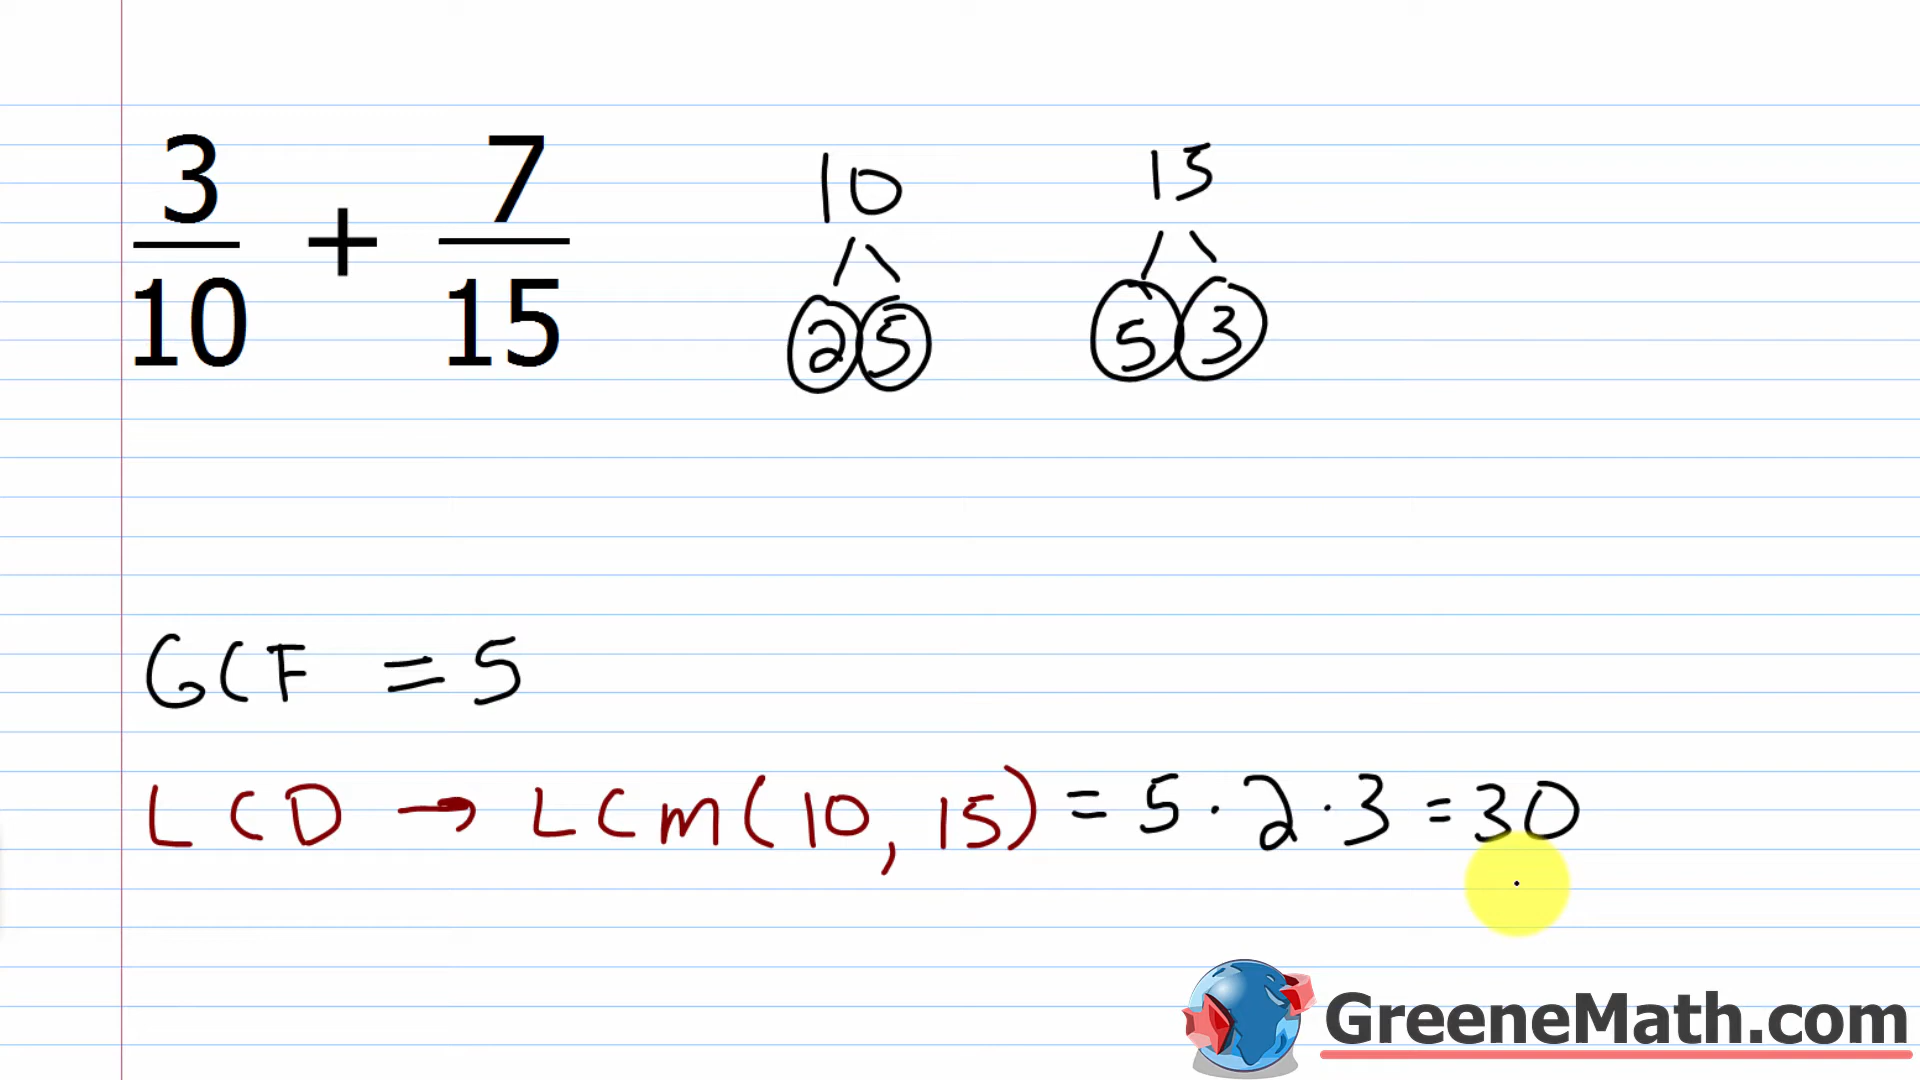 3/10 + 7/15
10
2 5
15
5 3
GCF = 5
LCD → LCM(10, 15) = 5 · 2 · 3 = 30
GreeneMath.com